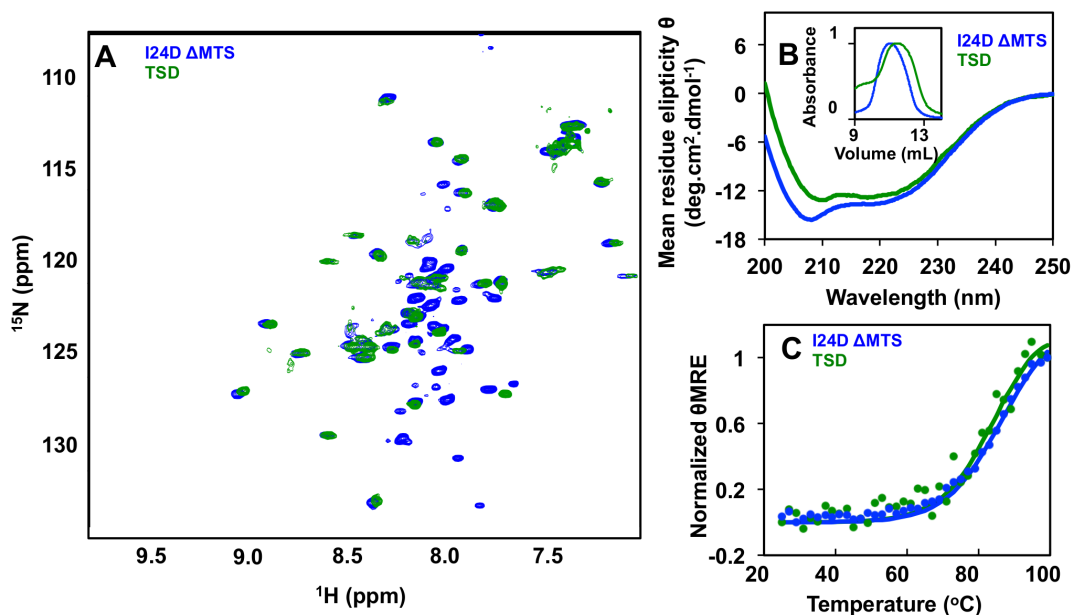 A
I24D ΔMTS
TSD
110
115
120
125
130
¹⁵N (ppm)
9.5
9.0
8.5
8.0
7.5
¹H (ppm)
B
I24D ΔMTS
TSD
6
0
-6
-12
-18
Mean residue elipticity θ
(deg.cm².dmol⁻¹)
1
0
Absorbance
9
13
Volume (mL)
200
210
220
230
240
250
Wavelength (nm)
C
I24D ΔMTS
TSD
1
0.6
0.2
-0.2
Normalized θMRE
20
40
60
80
100
Temperature (ºC)